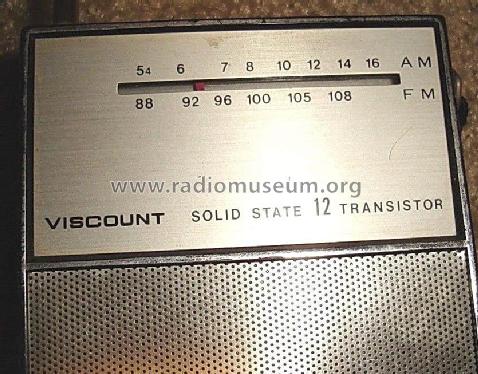 54 6 7 8 10 12 14 16 AM
88 92 96 100 105 108 FM
www.radiomuseum.org
VISCOUNT SOLID STATE 12 TRANSISTOR